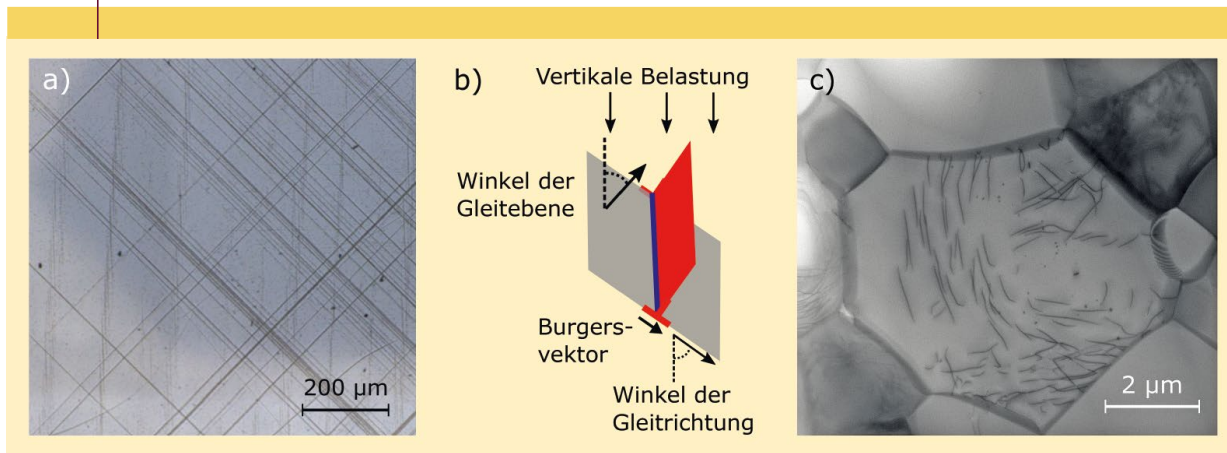 a)
200 µm
b)
Vertikale Belastung
Winkel der
Gleitebene
Burgers-
vektor
Winkel der
Gleitrichtung
c)
2 µm